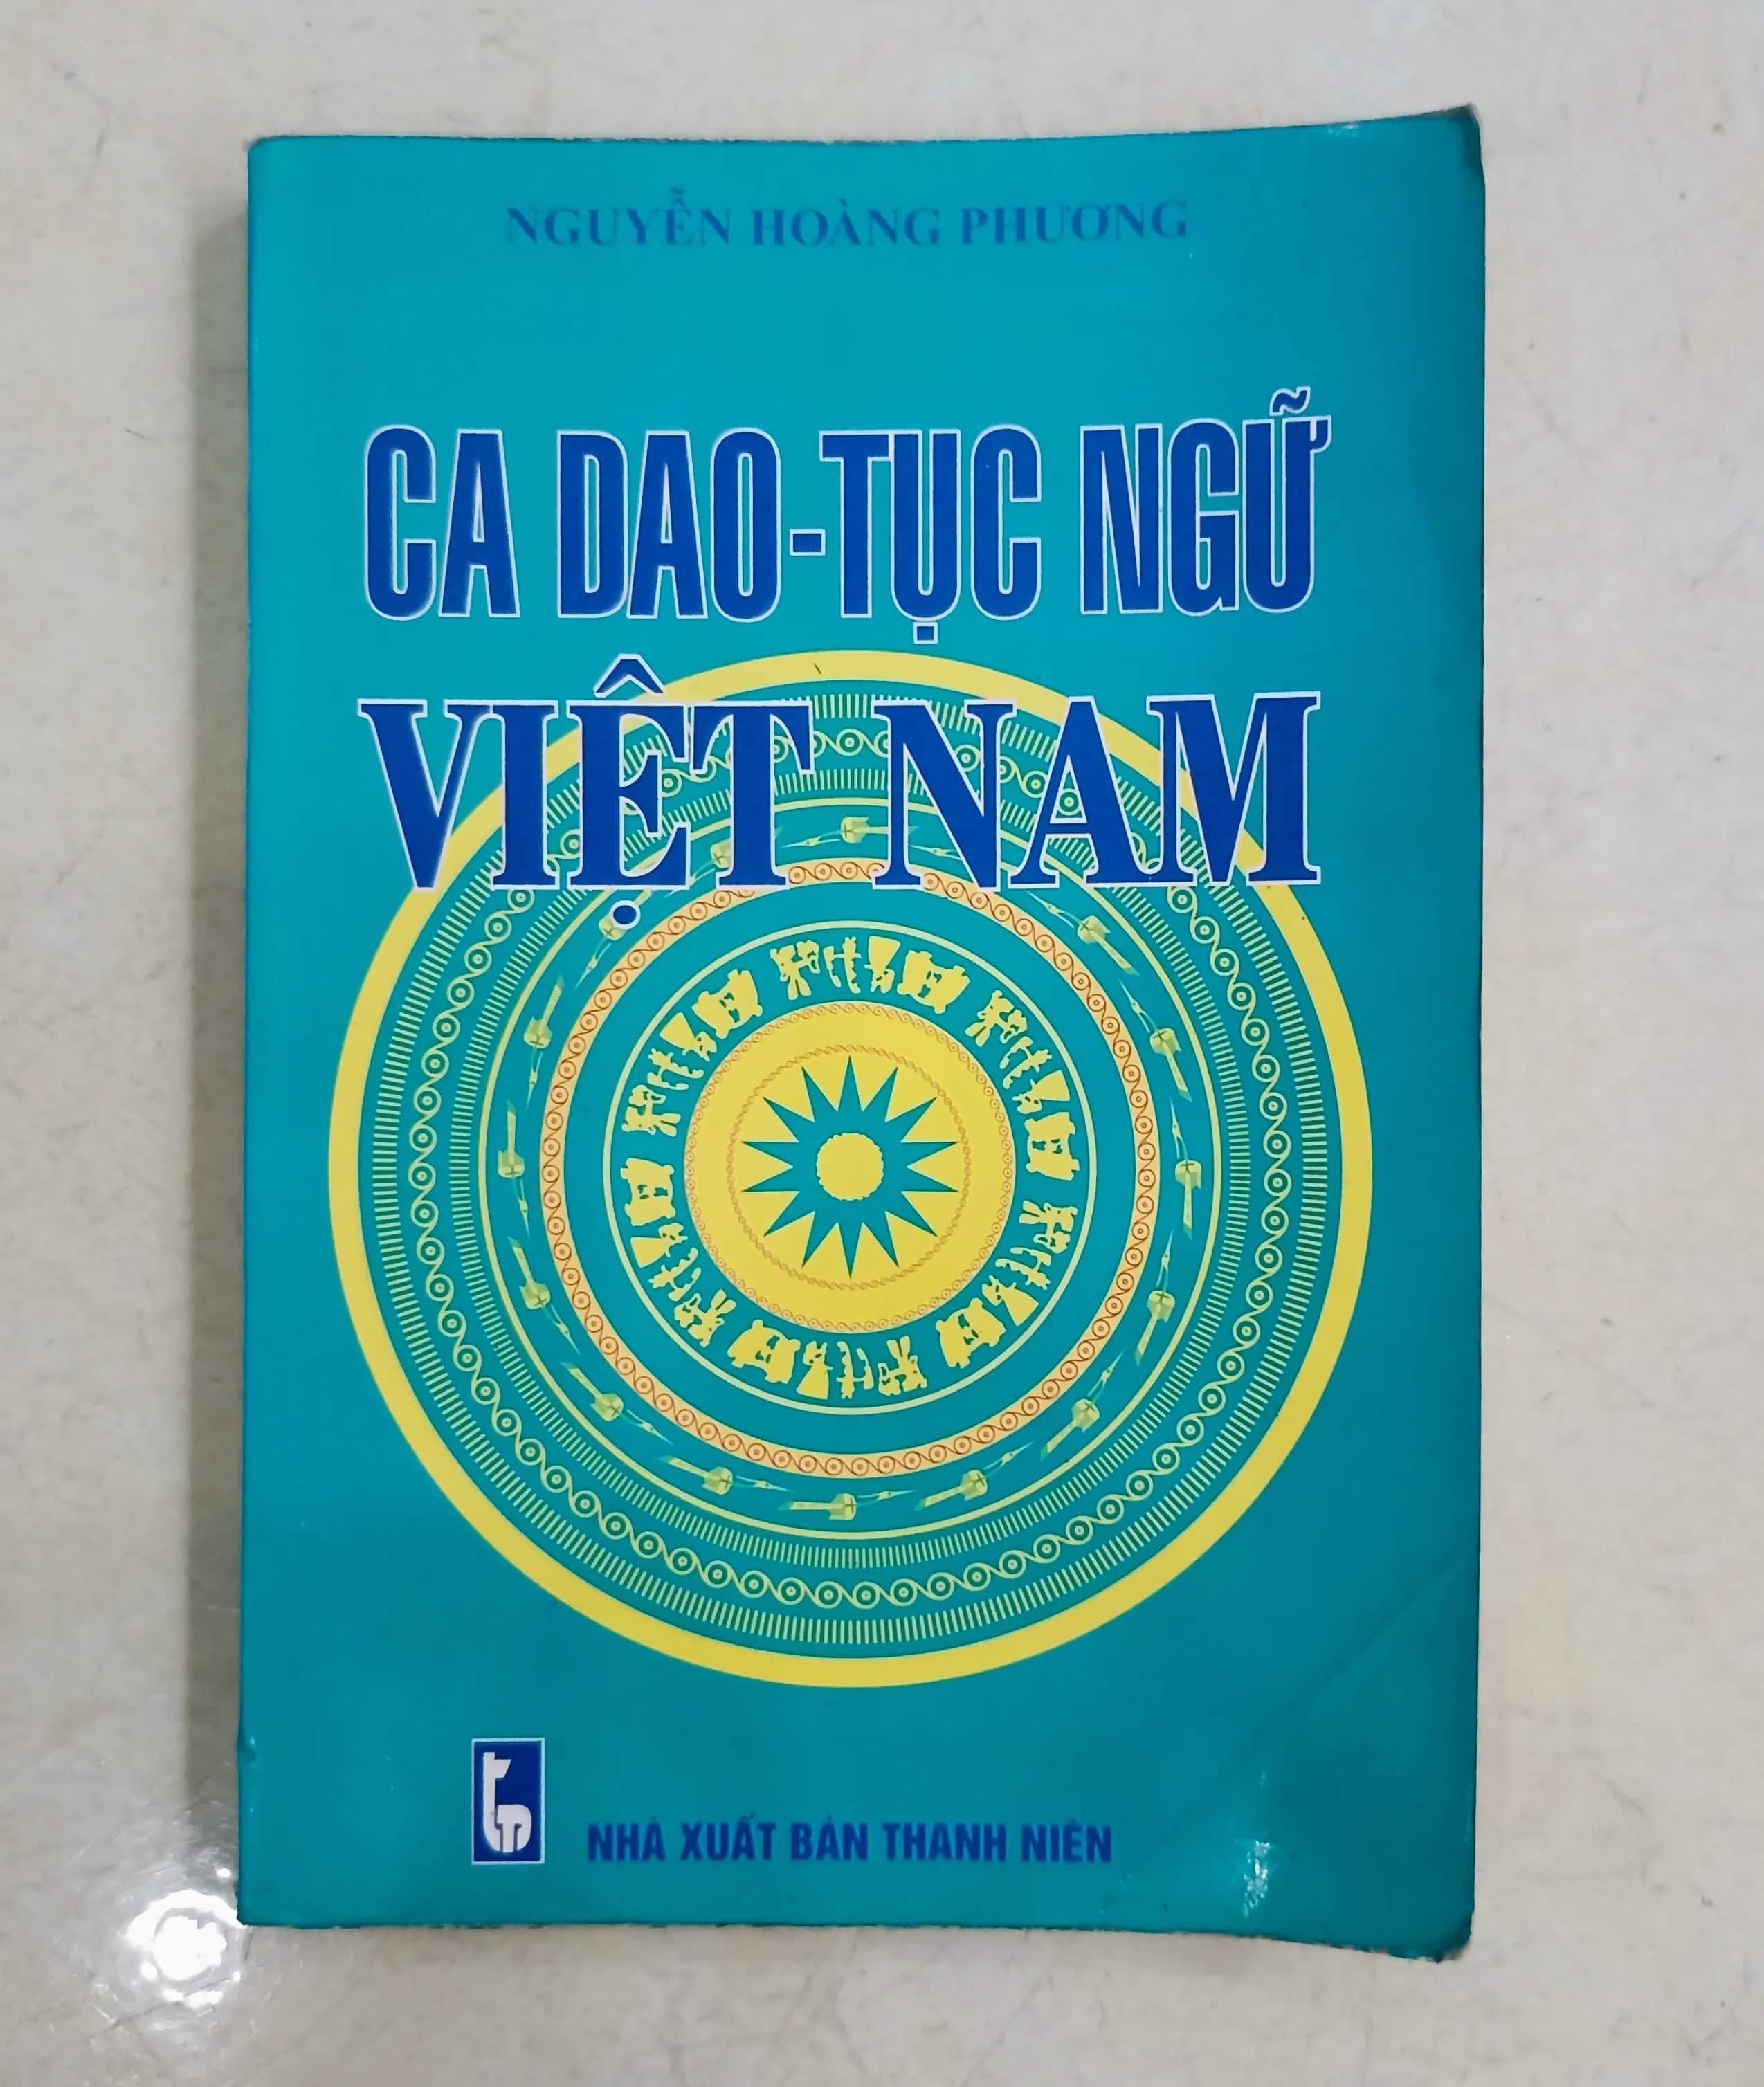 NGUYỄN HOÀNG PHƯƠNG
CA DAO-TỤC NGỮ
VIỆT NAM
NHÀ XUẤT BẢN THANH NIÊN